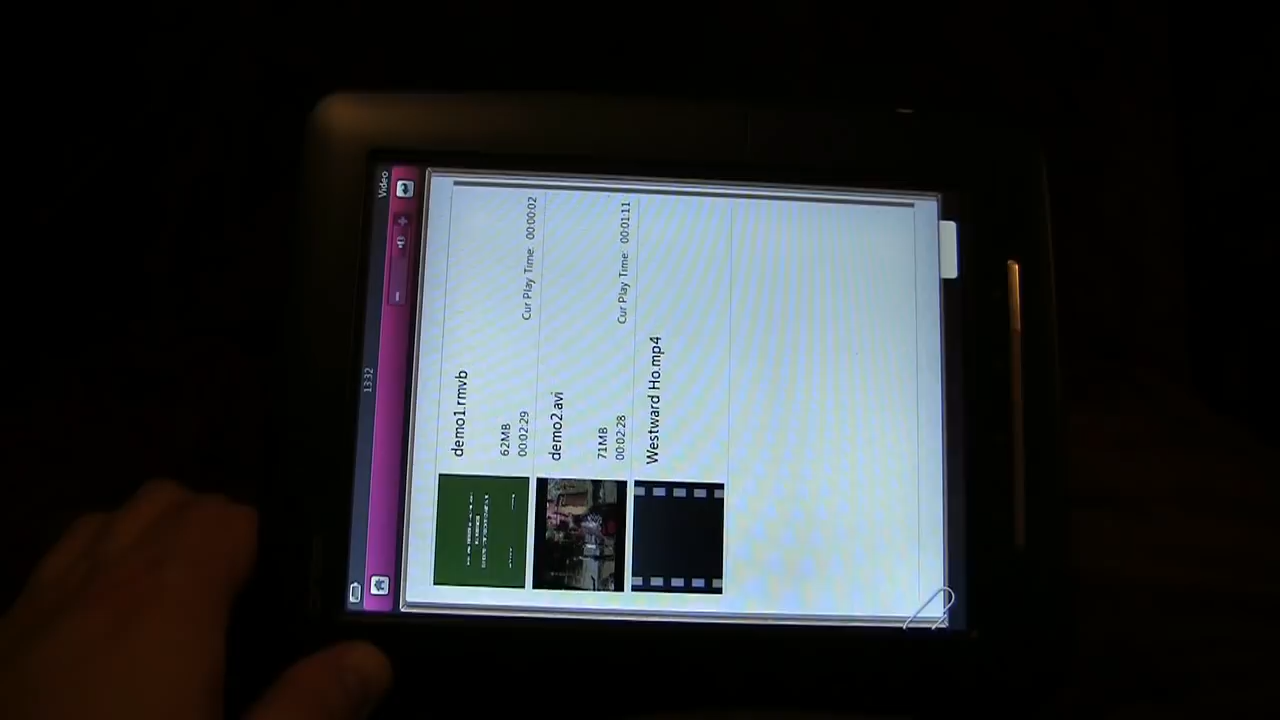 13:32
Video
demo1.rmvb
62MB
00:02:29 Cur Play Time: 00:00:02
demo2.avi
71MB
00:02:28 Cur Play Time: 00:01:11
Westward Ho.mp4